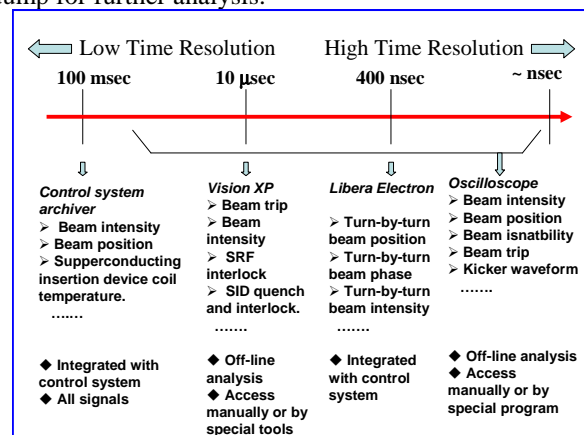 dump for further analysis.
Low Time Resolution High Time Resolution
100 msec 10 μsec 400 nsec ~ nsec
Control system
archiver
➢ Beam intensity
➢ Beam position
➢ Supperconducting
insertion device coil
temperature.
…....
◆ Integrated with
control system
◆ All signals
Vision XP
➢ Beam trip
➢ Beam
intensity
➢ SRF
interlock
➢ SID quench
and interlock.
…....
◆ Off-line
analysis
◆ Access
manually or by
special tools
Libera Electron
➢ Turn-by-turn
beam position
➢ Turn-by-turn
beam phase
➢ Turn-by-turn
beam intensity
…....
◆ Integrated
with control
system
Oscilloscope
➢ Beam intensity
➢ Beam position
➢ Beam isnatbility
➢ Beam trip
➢ Kicker waveform
…....
◆ Off-line analysis
◆ Access
manually or by
special program